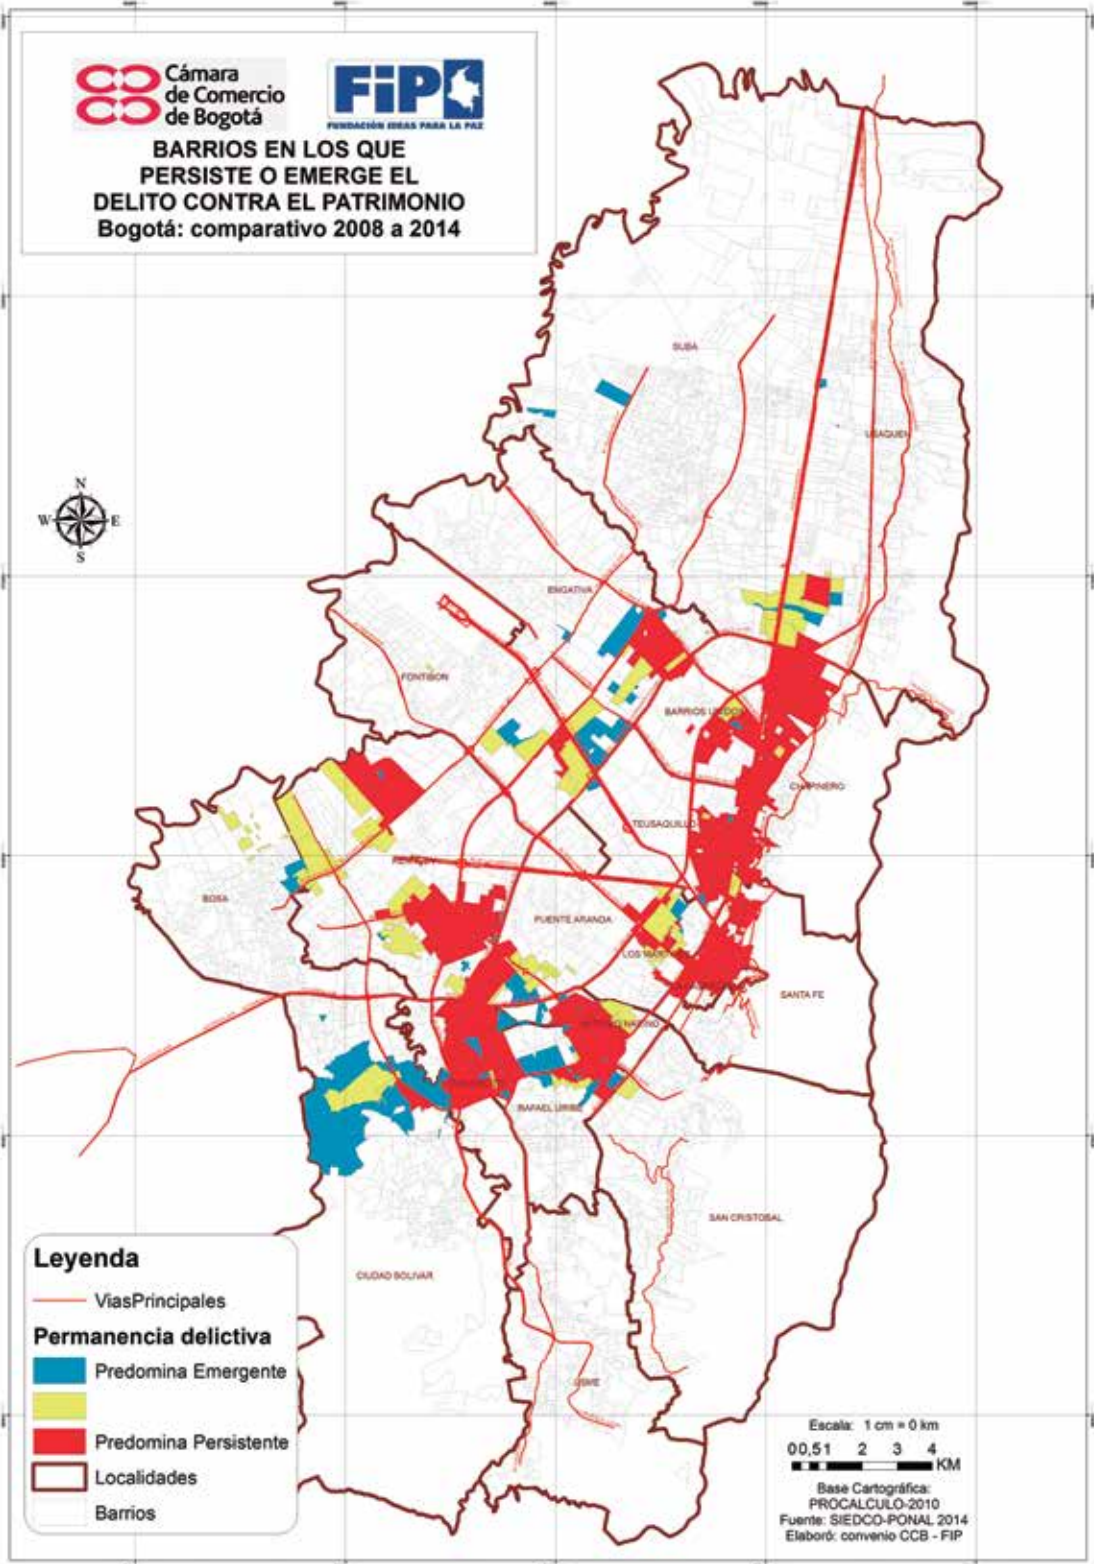 Cámara
de Comercio
de Bogotá
FiP
FUNDACIÓN IDEAS PARA LA PAZ
BARRIOS EN LOS QUE
PERSISTE O EMERGE EL
DELITO CONTRA EL PATRIMONIO
Bogotá: comparativo 2008 a 2014
SUBA
USAQUEN
N
W
E
S
ENGATIVA
FONTIBON
BARRIOS UNIDOS
CHAPINERO
TEUSAQUILLO
KENNEDY
BOSA
PUENTE ARANDA
LOS MARTIRES
SANTA FE
ANTONIO NARIÑO
RAFAEL URIBE
SAN CRISTOBAL
CIUDAD BOLIVAR
USME
Leyenda
ViasPrincipales
Permanencia delictiva
Predomina Emergente
Predomina Persistente
Localidades
Barrios
Escala: 1 cm = 0 km
00,51 2 3 4
KM
Base Cartográfica:
PROCALCULO-2010
Fuente: SIEDCO-PONAL 2014
Elaboró: convenio CCB - FIP